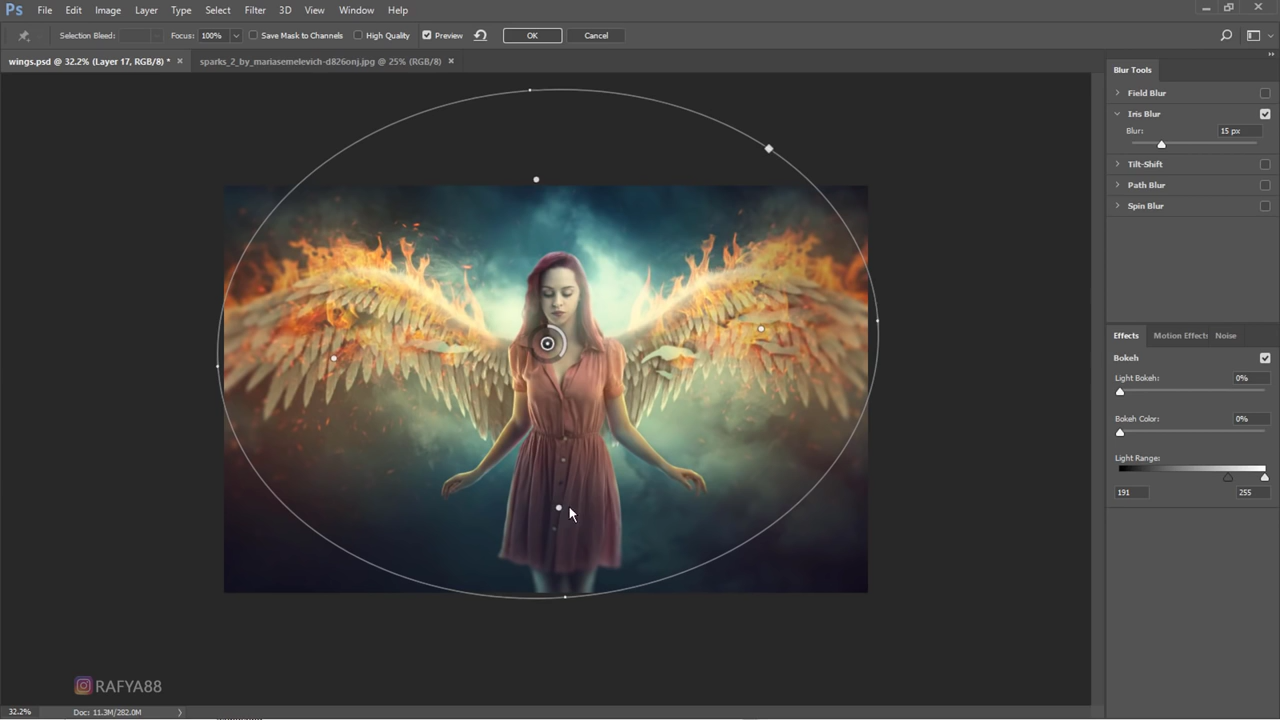 Ps File Edit Image Layer Type Select Filter 3D View Window Help
Selection Bleed: Focus: 100% Save Mask to Channels High Quality Preview OK Cancel
wings.psd @ 32.2% (Layer 17, RGB/8) * × sparks_2_by_mariasemelevich-d826onj.jpg @ 25% (RGB/8) ×
Blur Tools
Field Blur
Iris Blur
Blur: 15 px
Tilt-Shift
Path Blur
Spin Blur
Effects Motion Effects Noise
Bokeh
Light Bokeh: 0%
Bokeh Color: 0%
Light Range:
191 255
RAFYA88
32.2% Doc: 11.3M/282.0M